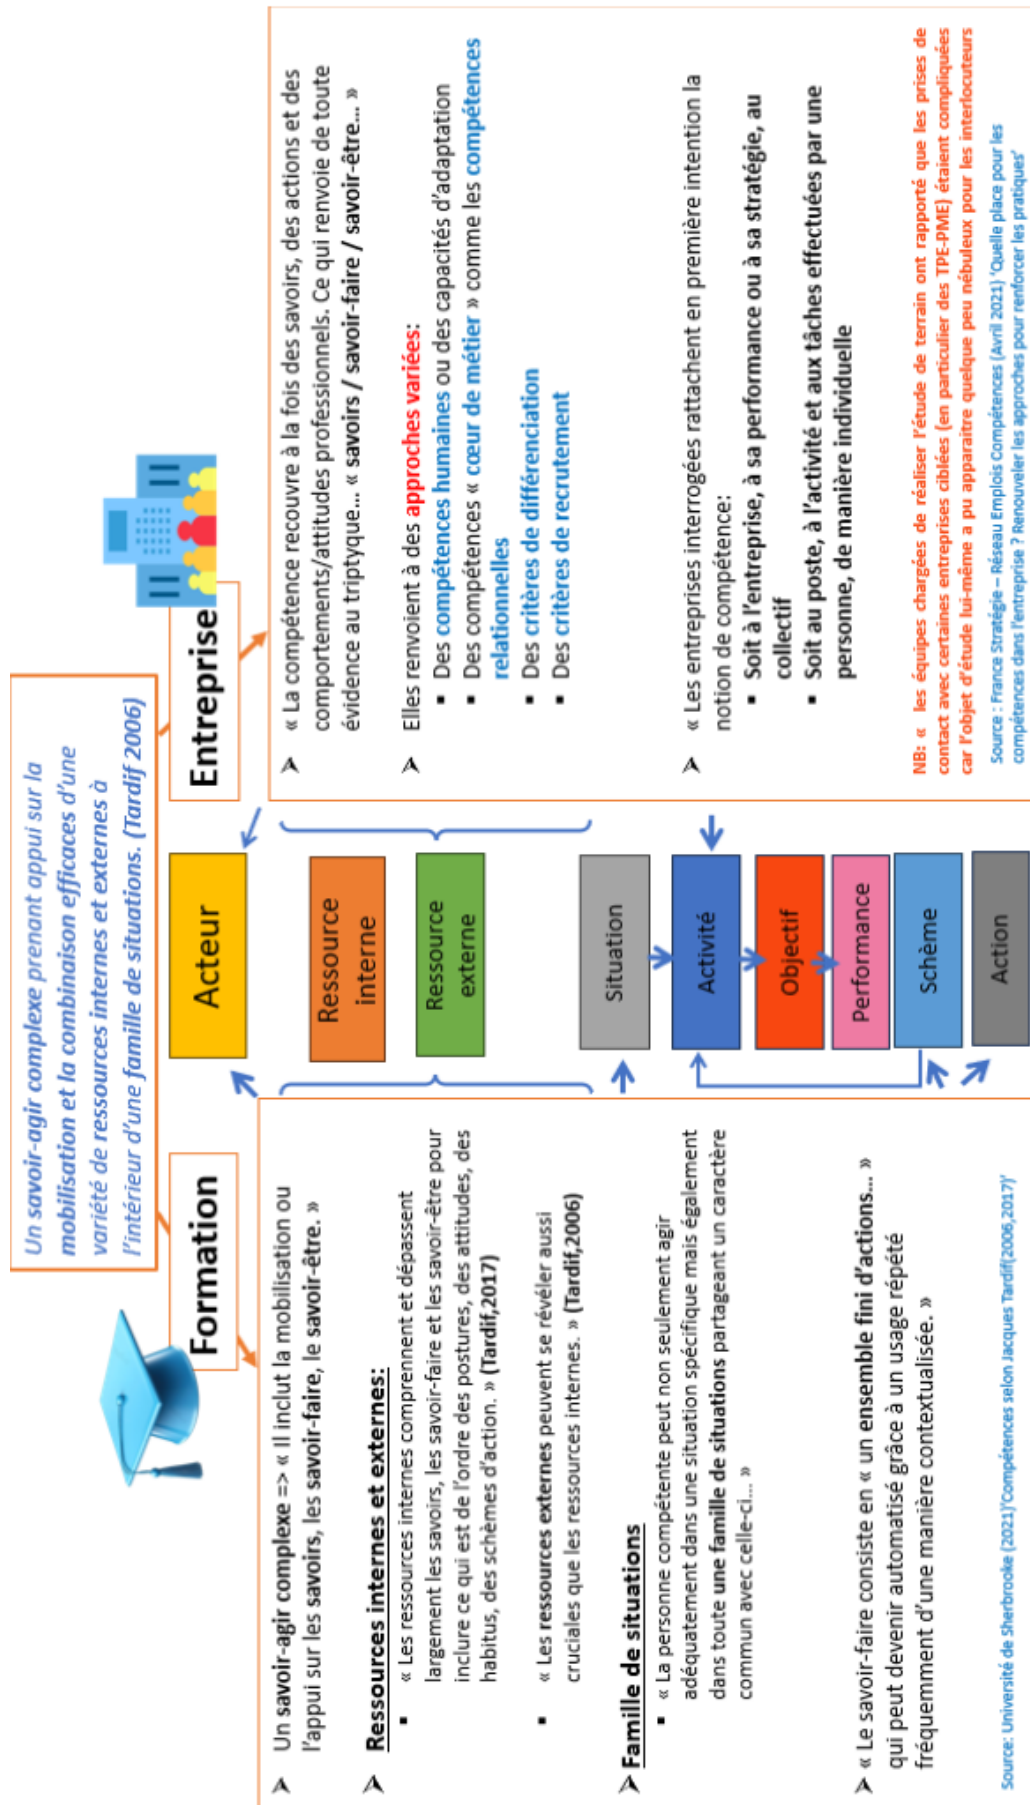 Un savoir-agir complexe prenant appui sur la
mobilisation et la combinaison efficaces d'une
variété de ressources internes et externes à
l'intérieur d'une famille de situations. (Tardif 2006)
Formation
Un savoir-agir complexe => « Il inclut la mobilisation ou
l'appui sur les savoirs, les savoir-faire, le savoir-être. »
Ressources internes et externes:
« Les ressources internes comprennent et dépassent
largement les savoirs, les savoir-faire et les savoir-être pour
inclure ce qui est de l'ordre des postures, des attitudes, des
habitus, des schèmes d'action. » (Tardif,2017)
« Les ressources externes peuvent se révéler aussi
cruciales que les ressources internes. » (Tardif,2006)
Famille de situations
« La personne compétente peut non seulement agir
adéquatement dans une situation spécifique mais également
dans toute une famille de situations partageant un caractère
commun avec celle-ci... »
« Le savoir-faire consiste en « un ensemble fini d'actions... »
qui peut devenir automatisé grâce à un usage répété
fréquemment d'une manière contextualisée. »
Source: Université de Sherbrooke (2021)'Compétences selon Jacques Tardif(2006,2017)'
Acteur
Ressource
interne
Ressource
externe
Situation
Activité
Objectif
Performance
Schème
Action
Entreprise
« La compétence recouvre à la fois des savoirs, des actions et des
comportements/attitudes professionnels. Ce qui renvoie de toute
évidence au triptyque... « savoirs / savoir-faire / savoir-être... »
Elles renvoient à des approches variées:
Des compétences humaines ou des capacités d'adaptation
Des compétences « cœur de métier » comme les compétences
relationnelles
Des critères de différenciation
Des critères de recrutement
« Les entreprises interrogées rattachent en première intention la
notion de compétence:
Soit à l'entreprise, à sa performance ou à sa stratégie, au
collectif
Soit au poste, à l'activité et aux tâches effectuées par une
personne, de manière individuelle
NB: « les équipes chargées de réaliser l'étude de terrain ont rapporté que les prises de
contact avec certaines entreprises ciblées (en particulier des TPE-PME) étaient compliquées
car l'objet d'étude lui-même a pu apparaitre quelque peu nébuleux pour les interlocuteurs
Source : France Stratégie – Réseau Emplois Compétences (Avril 2021) 'Quelle place pour les
compétences dans l'entreprise ? Renouveler les approches pour renforcer les pratiques'